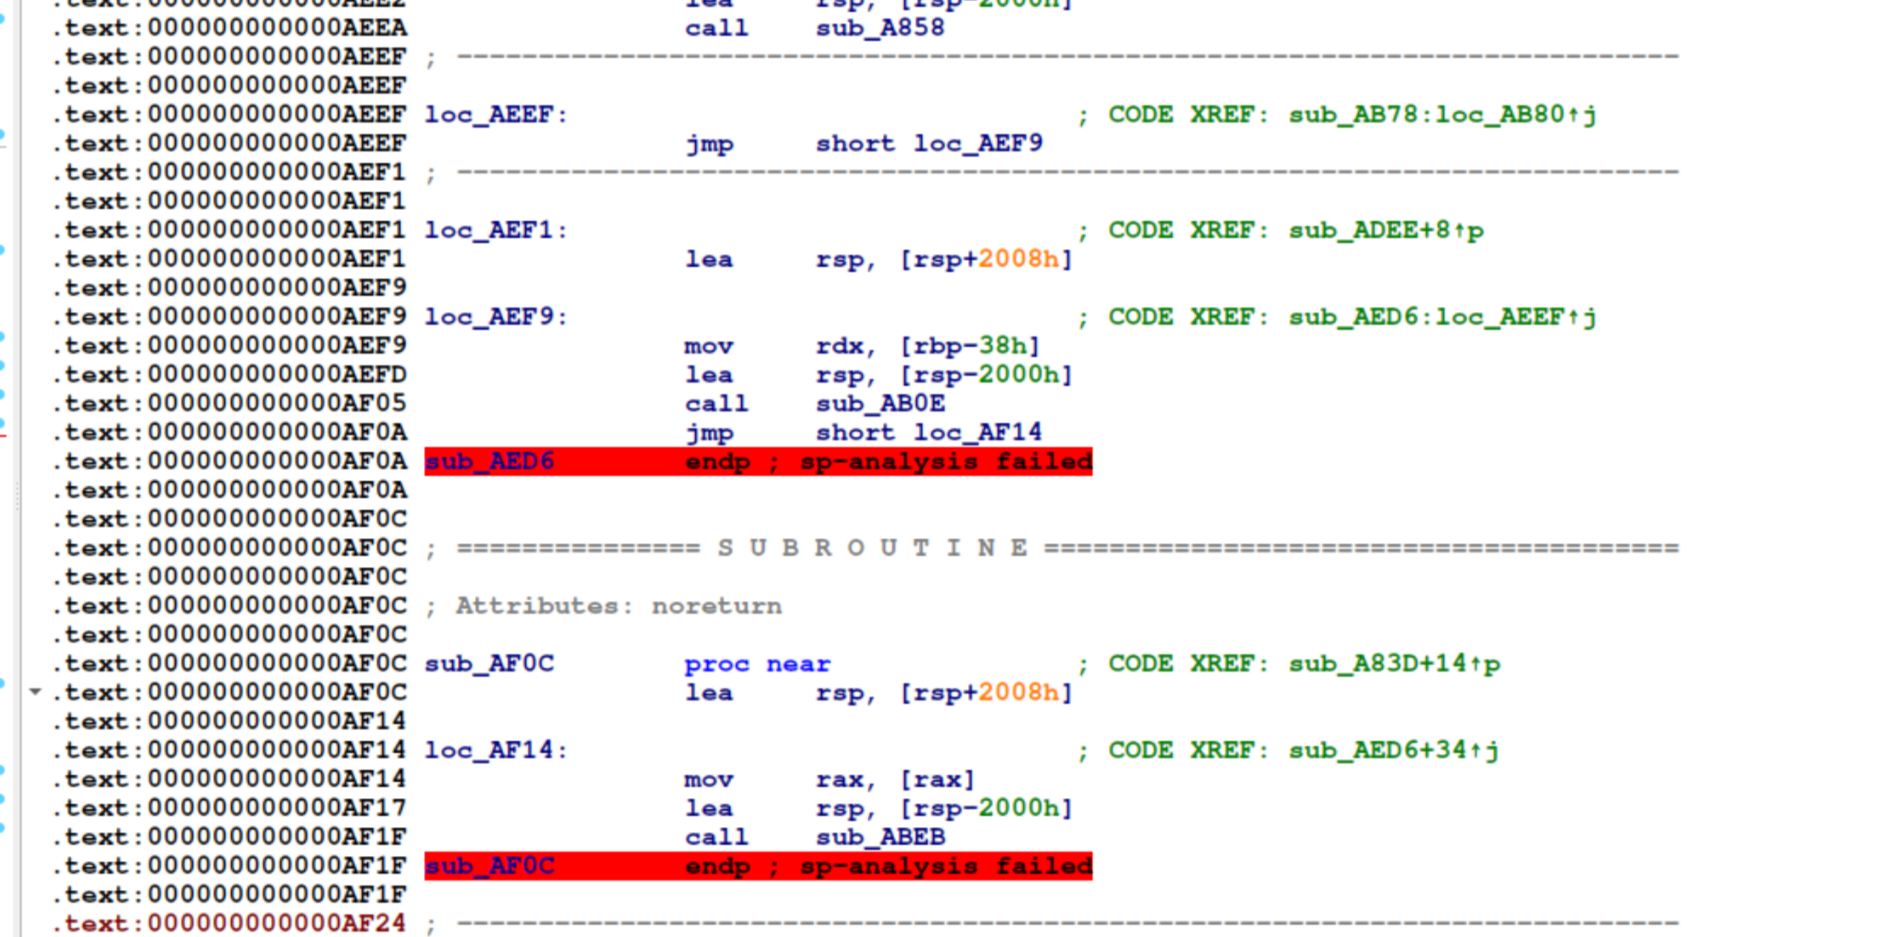 .text:000000000000AEE2                 lea     rsp, [rsp-2000h]
.text:000000000000AEEA                 call    sub_A858
.text:000000000000AEEF ; ---------------------------------------------------------------------------
.text:000000000000AEEF
.text:000000000000AEEF loc_AEEF:                               ; CODE XREF: sub_AB78:loc_AB80↑j
.text:000000000000AEEF                 jmp     short loc_AEF9
.text:000000000000AEF1 ; ---------------------------------------------------------------------------
.text:000000000000AEF1
.text:000000000000AEF1 loc_AEF1:                               ; CODE XREF: sub_ADEE+8↑p
.text:000000000000AEF1                 lea     rsp, [rsp+2008h]
.text:000000000000AEF9
.text:000000000000AEF9 loc_AEF9:                               ; CODE XREF: sub_AED6:loc_AEEF↑j
.text:000000000000AEF9                 mov     rdx, [rbp-38h]
.text:000000000000AEFD                 lea     rsp, [rsp-2000h]
.text:000000000000AF05                 call    sub_AB0E
.text:000000000000AF0A                 jmp     short loc_AF14
.text:000000000000AF0A sub_AED6        endp ; sp-analysis failed
.text:000000000000AF0A
.text:000000000000AF0C
.text:000000000000AF0C ; =============== S U B R O U T I N E =======================================
.text:000000000000AF0C
.text:000000000000AF0C ; Attributes: noreturn
.text:000000000000AF0C
.text:000000000000AF0C sub_AF0C        proc near               ; CODE XREF: sub_A83D+14↑p
.text:000000000000AF0C                 lea     rsp, [rsp+2008h]
.text:000000000000AF14
.text:000000000000AF14 loc_AF14:                               ; CODE XREF: sub_AED6+34↑j
.text:000000000000AF14                 mov     rax, [rax]
.text:000000000000AF17                 lea     rsp, [rsp-2000h]
.text:000000000000AF1F                 call    sub_ABEB
.text:000000000000AF1F sub_AF0C        endp ; sp-analysis failed
.text:000000000000AF1F
.text:000000000000AF24 ; ---------------------------------------------------------------------------